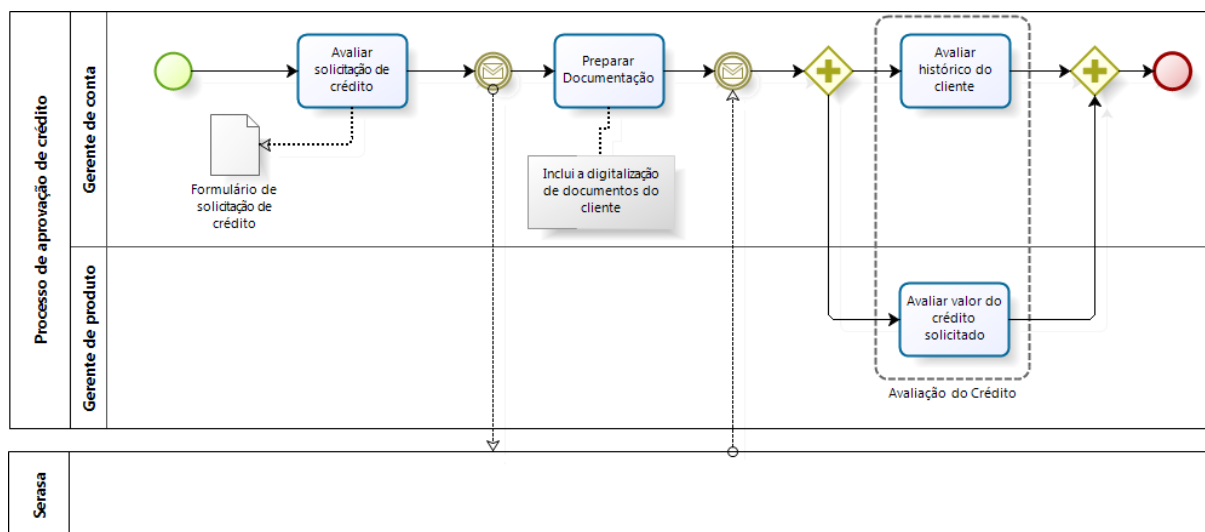 Processo de aprovação de crédito
Gerente de conta
Avaliar
solicitação de
crédito
Formulário de
solicitação de
crédito
Preparar
Documentação
Inclui a digitalização
de documentos do
cliente
Avaliar
histórico do
cliente
Gerente de produto
Avaliar valor do
crédito
solicitado
Avaliação do Crédito
Serasa